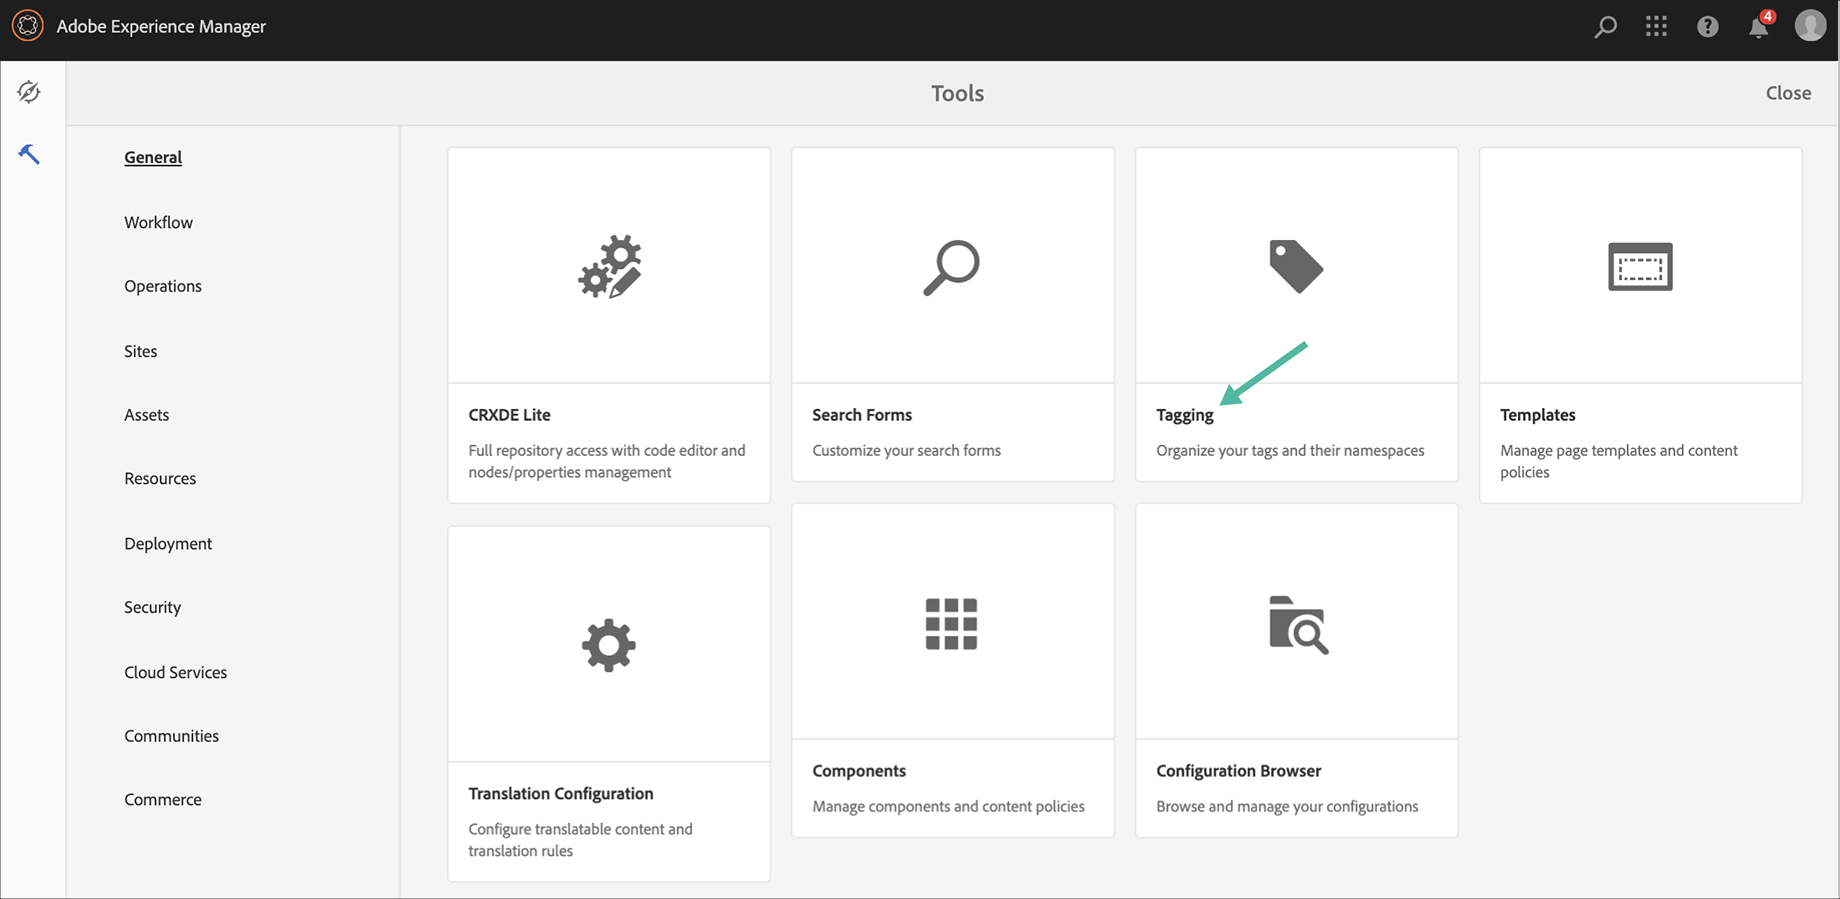 Adobe Experience Manager
4
Tools
Close
General
Workflow
Operations
Sites
Assets
Resources
Deployment
Security
Cloud Services
Communities
Commerce
CRXDE Lite
Full repository access with code editor and
nodes/properties management
Search Forms
Customize your search forms
Tagging
Organize your tags and their namespaces
Templates
Manage page templates and content
policies
Translation Configuration
Configure translatable content and
translation rules
Components
Manage components and content policies
Configuration Browser
Browse and manage your configurations